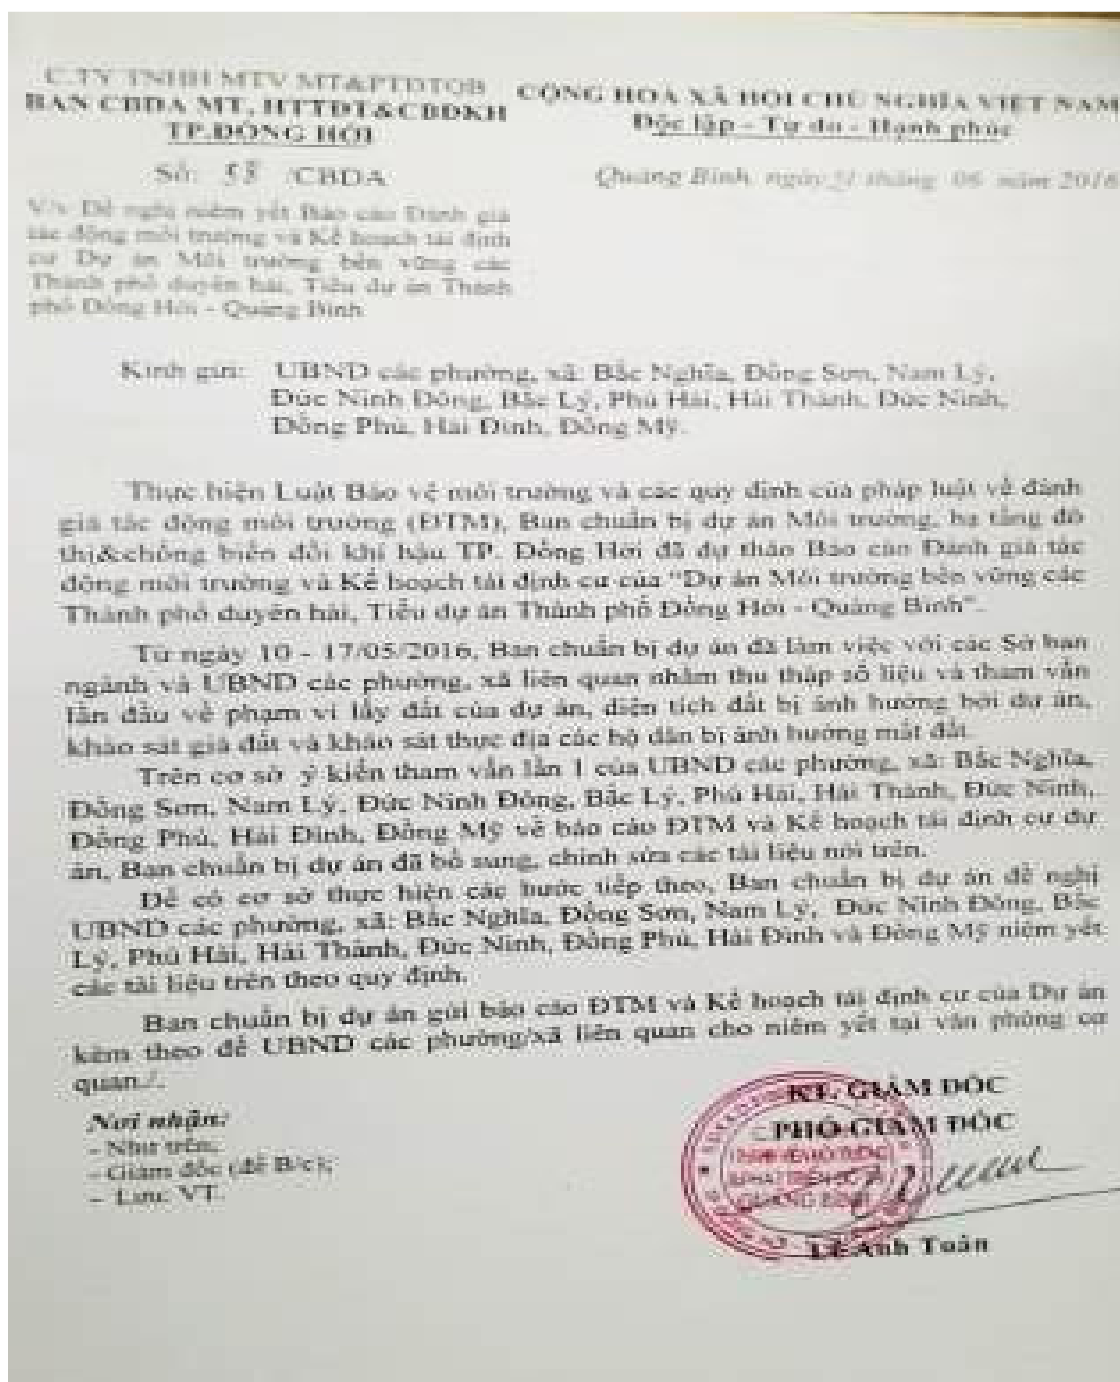 C.TY TNHH MTV MT&PTĐTQB
BAN CBDA MT, HTTĐT&CBĐKH
TP.ĐỒNG HỚI
CỘNG HOÀ XÃ HỘI CHỦ NGHĨA VIỆT NAM
Độc lập - Tự do - Hạnh phúc
Số: 58 /CBDA
Quảng Bình, ngày tháng 06 năm 2016
V/v Đề nghị niêm yết Báo cáo Đánh giá
tác động môi trường và Kế hoạch tái định
cư Dự án Môi trường bền vững các
Thành phố duyên hải, Tiểu dự án Thành
phố Đồng Hới - Quảng Bình
Kính gửi: UBND các phường, xã: Bắc Nghĩa, Đồng Sơn, Nam Lý,
Đức Ninh Đông, Bắc Lý, Phú Hải, Hải Thành, Đức Ninh,
Đồng Phú, Hải Đình, Đồng Mỹ.
Thực hiện Luật Bảo vệ môi trường và các quy định của pháp luật về đánh
giá tác động môi trường (ĐTM), Ban chuẩn bị dự án Môi trường, hạ tầng đô
thị&chống biến đổi khí hậu TP. Đồng Hới đã dự thảo Báo cáo Đánh giá tác
động môi trường và Kế hoạch tái định cư của "Dự án Môi trường bền vững các
Thành phố duyên hải, Tiểu dự án Thành phố Đồng Hới - Quảng Bình".
Từ ngày 10 - 17/05/2016, Ban chuẩn bị dự án đã làm việc với các Sở ban
ngành và UBND các phường, xã liên quan nhằm thu thập số liệu và tham vấn
lần đầu về phạm vi lấy đất của dự án, diện tích đất bị ảnh hưởng bởi dự án,
khảo sát giá đất và khảo sát thực địa các hộ dân bị ảnh hưởng mất đất.
Trên cơ sở ý kiến tham vấn lần 1 của UBND các phường, xã: Bắc Nghĩa,
Đồng Sơn, Nam Lý, Đức Ninh Đông, Bắc Lý, Phú Hải, Hải Thành, Đức Ninh,
Đồng Phú, Hải Đình, Đồng Mỹ về báo cáo ĐTM và Kế hoạch tái định cư dự
án, Ban chuẩn bị dự án đã bổ sung, chỉnh sửa các tài liệu nói trên.
Để có cơ sở thực hiện các bước tiếp theo, Ban chuẩn bị dự án đề nghị
UBND các phường, xã: Bắc Nghĩa, Đồng Sơn, Nam Lý, Đức Ninh Đông, Bắc
Lý, Phú Hải, Hải Thành, Đức Ninh, Đồng Phú, Hải Đình và Đồng Mỹ niêm yết
các tài liệu trên theo quy định.
Ban chuẩn bị dự án gửi báo cáo ĐTM và Kế hoạch tái định cư của Dự án
kèm theo để UBND các phường/xã liên quan cho niêm yết tại văn phòng cơ
quan./.
Nơi nhận:
- Như trên;
- Giám đốc (để B/c);
- Lưu: VT.
KT. GIÁM ĐỐC
PHÓ GIÁM ĐỐC
QUẢNG BÌNH
Lê Anh Toàn